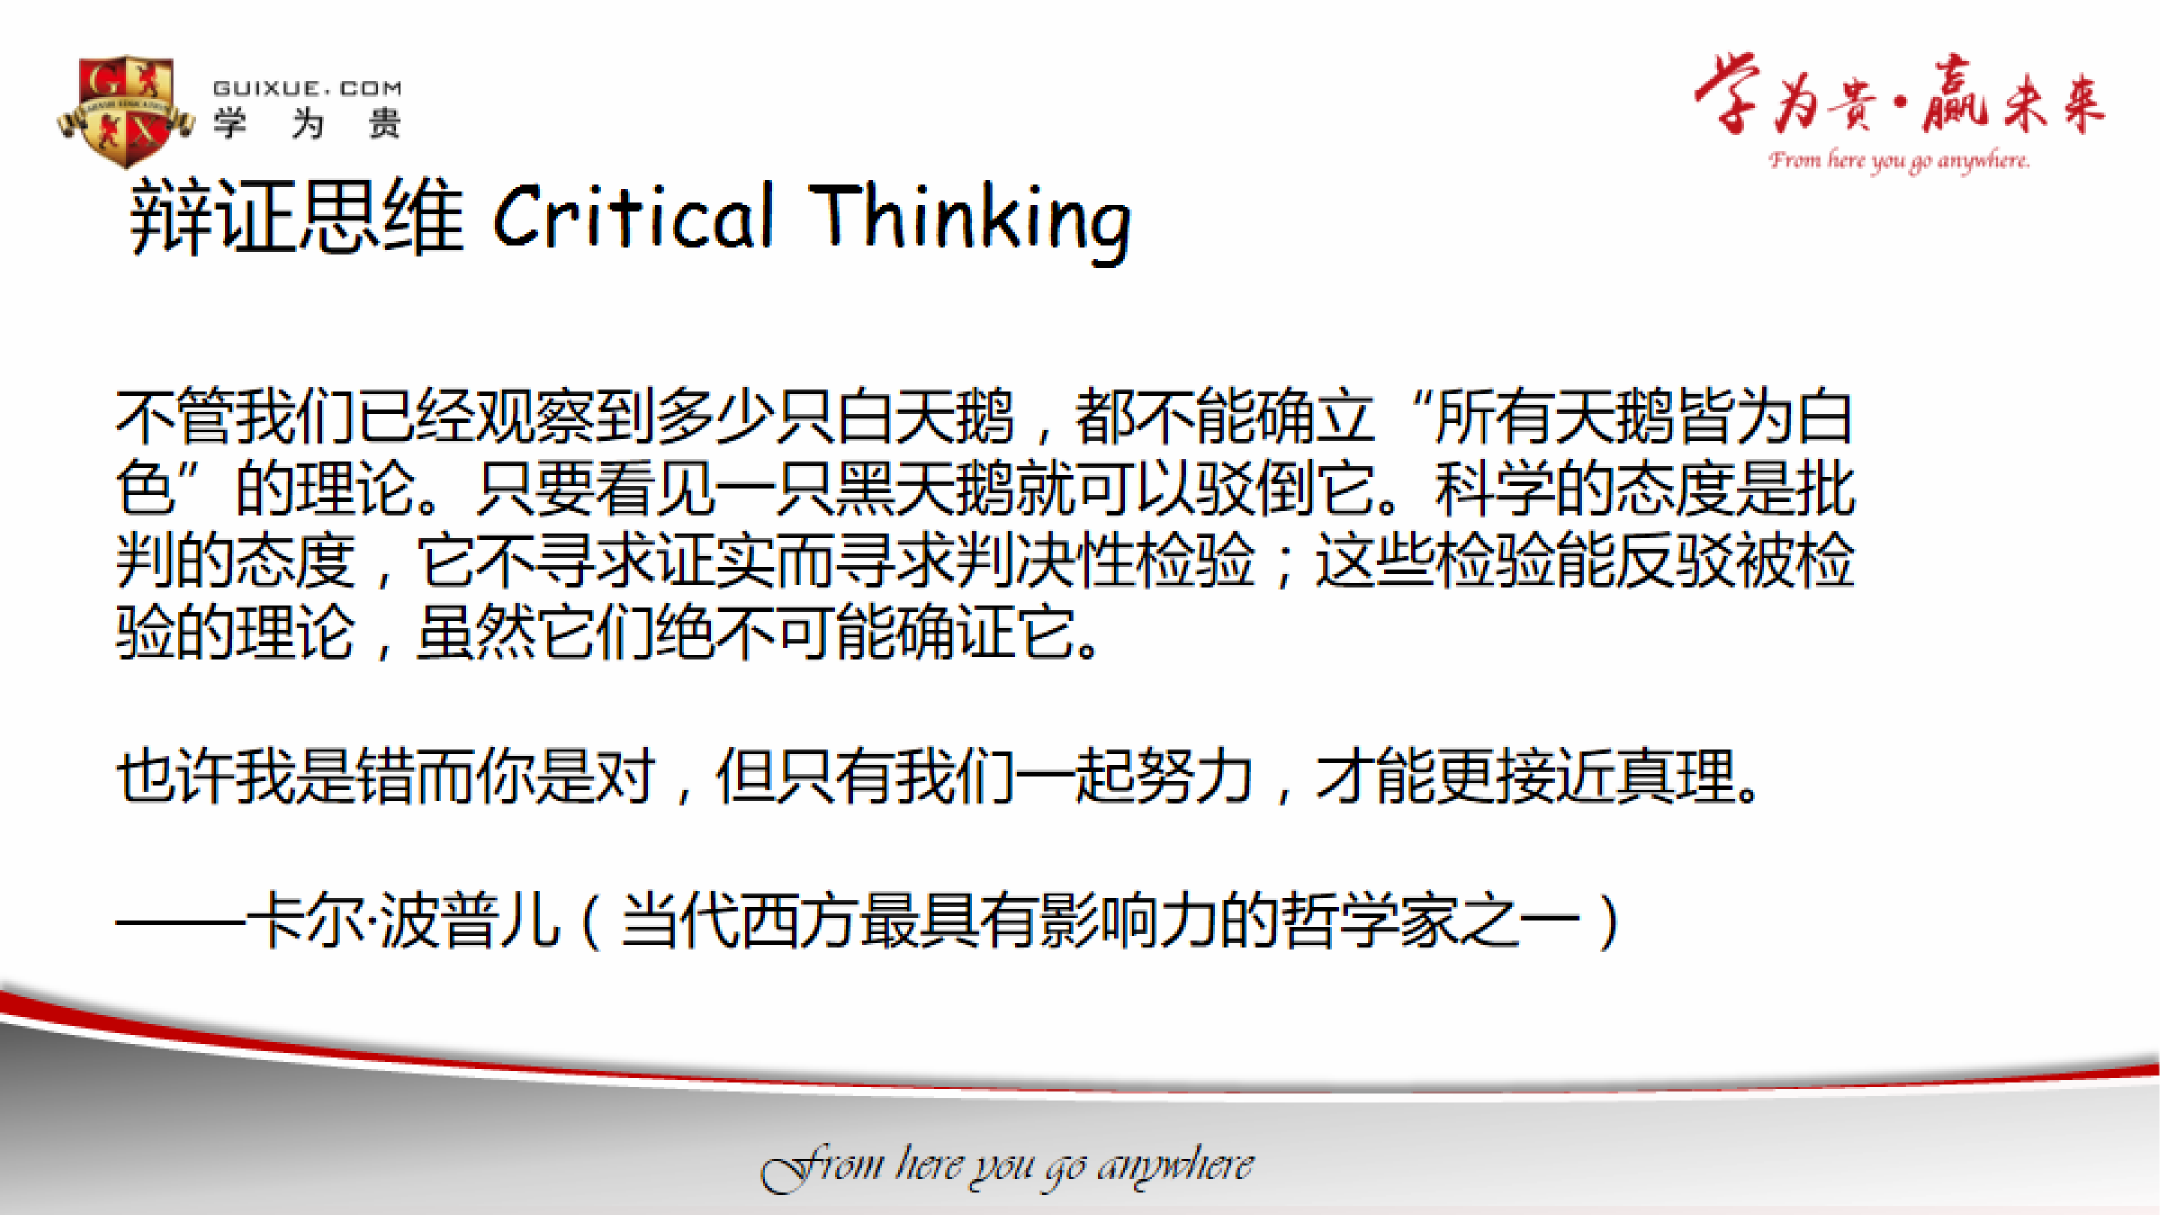 GUIXUE.COM
学为贵
学为贵·赢未来
From here you go anywhere.
辩证思维 Critical Thinking
不管我们已经观察到多少只白天鹅，都不能确立“所有天鹅皆为白
色”的理论。只要看见一只黑天鹅就可以驳倒它。科学的态度是批
判的态度，它不寻求证实而寻求判决性检验；这些检验能反驳被检
验的理论，虽然它们绝不可能确证它。
也许我是错而你是对，但只有我们一起努力，才能更接近真理。
——卡尔·波普儿（当代西方最具有影响力的哲学家之一）
From here you go anywhere